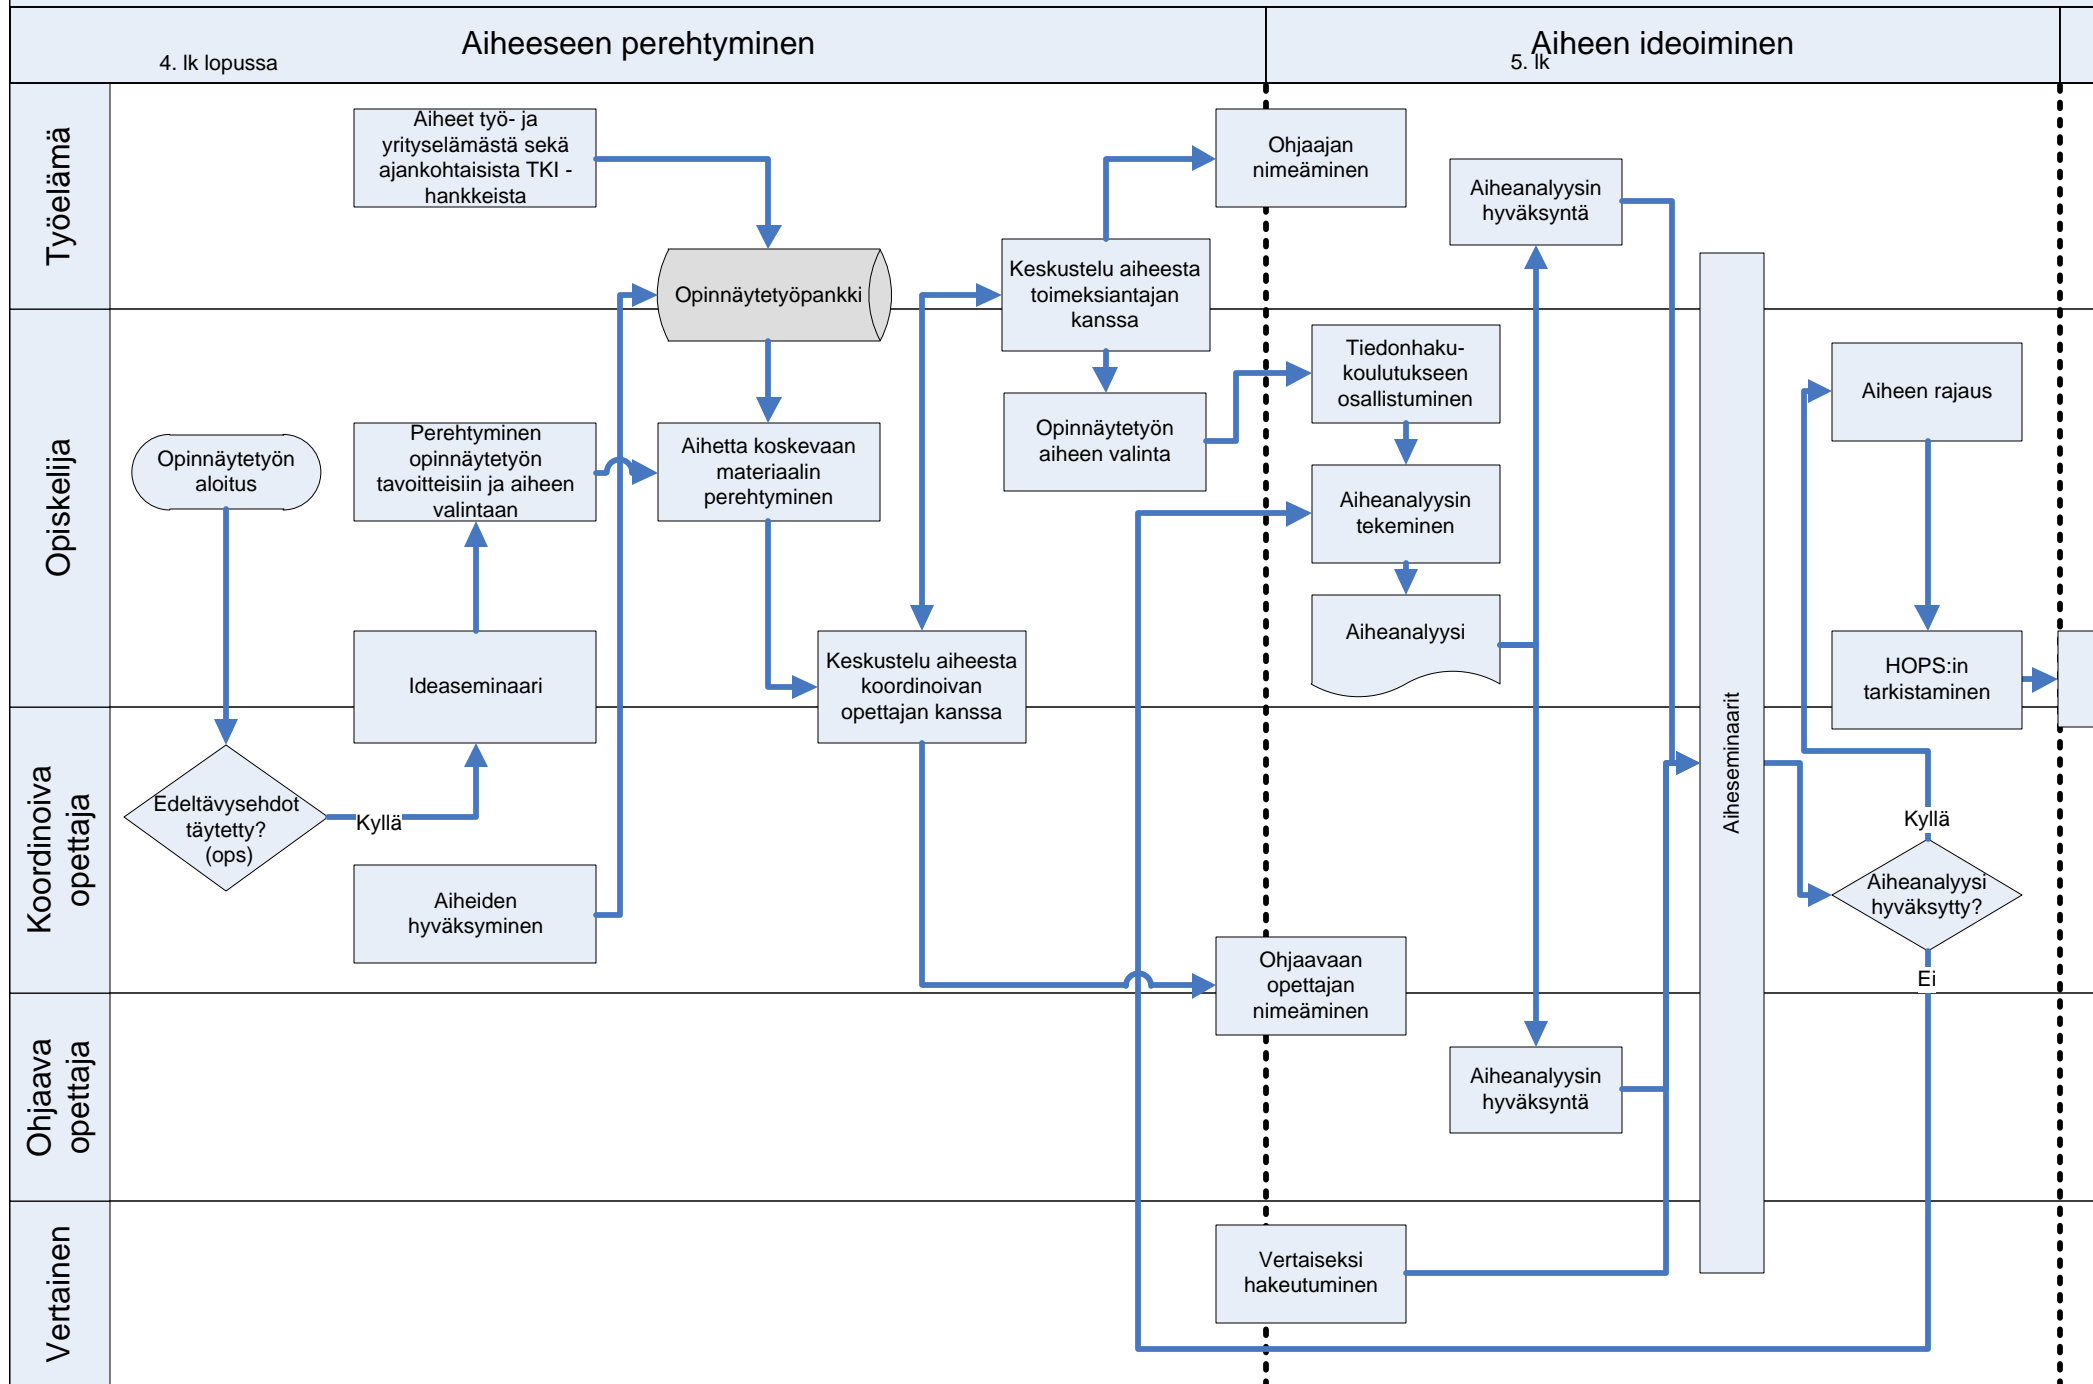 Aiheeseen perehtyminen
4. lk lopussa
Aiheen ideoiminen
5. lk
Työelämä
Aiheet työ- ja
yrityselämästä sekä
ajankohtaisista TKI -
hankkeista
Opinnäytetyöpankki
Keskustelu aiheesta
toimeksiantajan
kanssa
Ohjaajan
nimeäminen
Aiheanalyysin
hyväksyntä
Opiskelija
Opinnäytetyön
aloitus
Perehtyminen
opinnäytetyön
tavoitteisiin ja aiheen
valintaan
Aihetta koskevaan
materiaalin
perehtyminen
Opinnäytetyön
aiheen valinta
Tiedonhaku-
koulutukseen
osallistuminen
Aiheanalyysin
tekeminen
Aiheanalyysi
Aiheen rajaus
Ideaseminaari
Keskustelu aiheesta
koordinoivan
opettajan kanssa
HOPS:in
tarkistaminen
Aiheseminaarit
Koordinoiva
opettaja
Edeltävysehdot
täytetty?
(ops)
Kyllä
Aiheiden
hyväksyminen
Ohjaavaan
opettajan
nimeäminen
Kyllä
Aiheanalyysi
hyväksytty?
Ei
Ohjaava
opettaja
Aiheanalyysin
hyväksyntä
Vertainen
Vertaiseksi
hakeutuminen